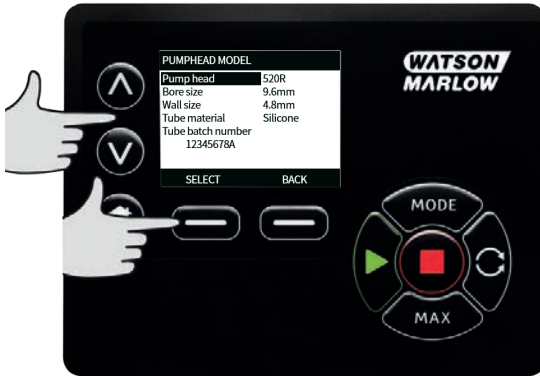 PUMPHEAD MODEL
Pump head 520R
Bore size 9.6mm
Wall size 4.8mm
Tube material Silicone
Tube batch number
12345678A
SELECT BACK
WATSON
MARLOW
MODE
MAX